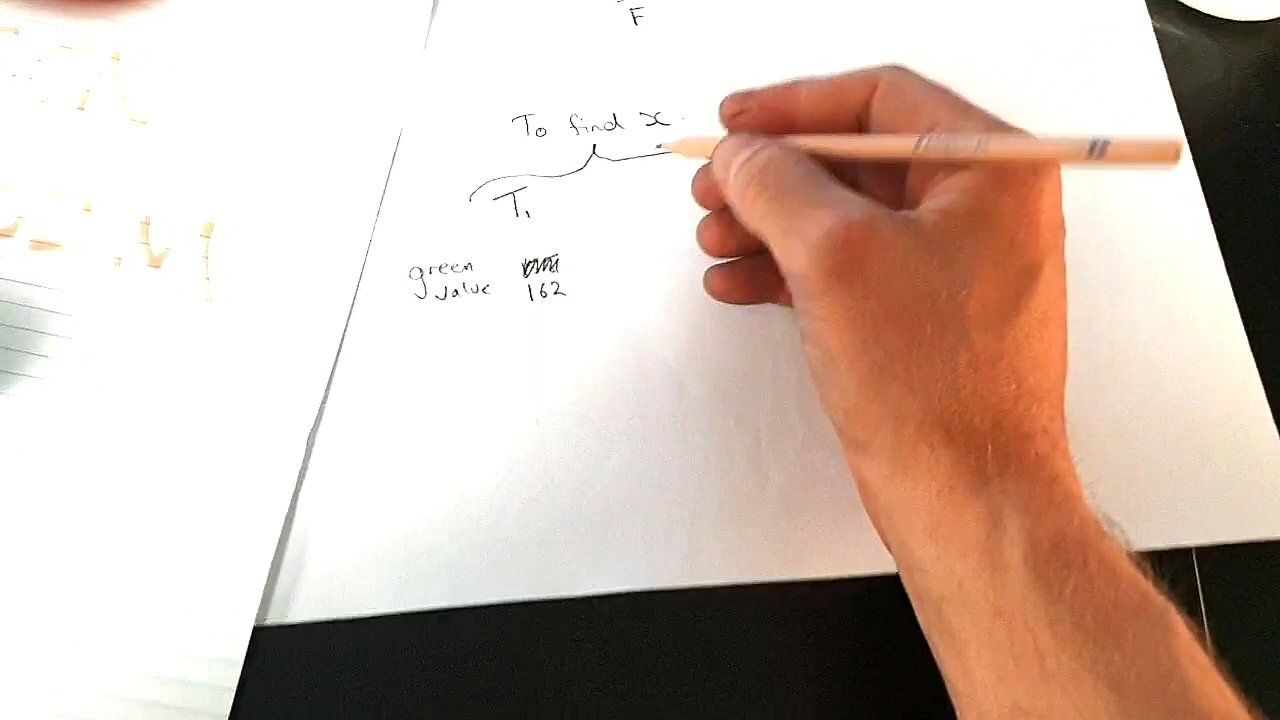 F
To find x.
T₁
green
value 162